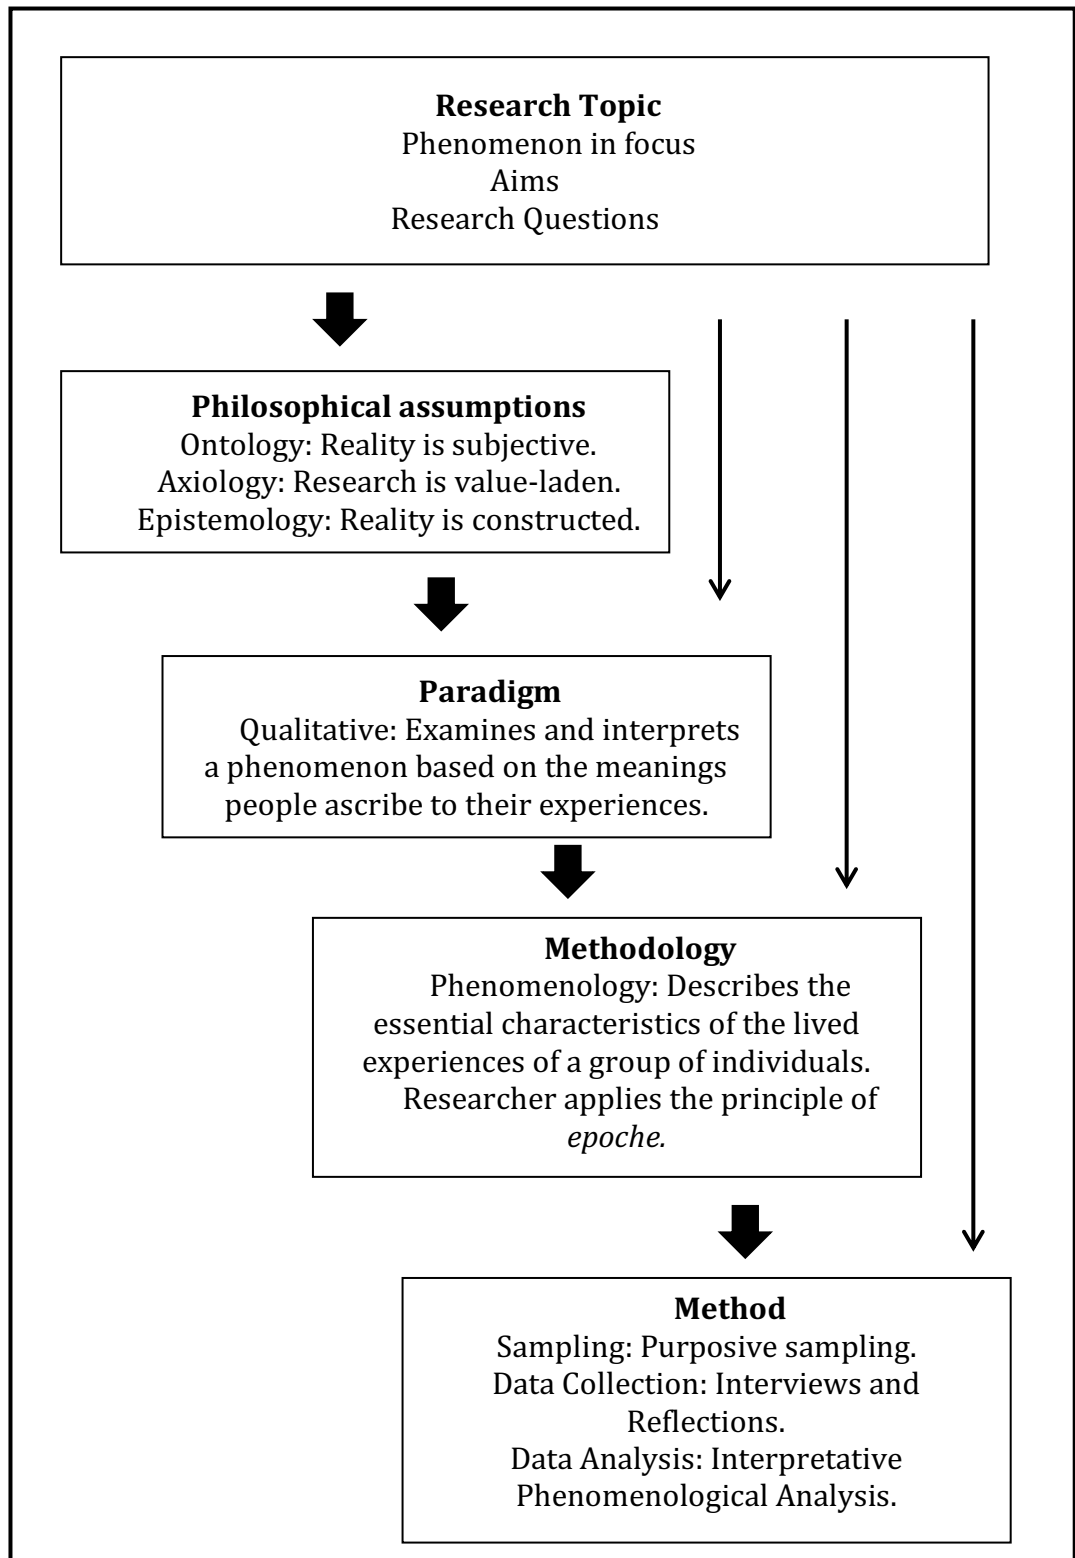 Research Topic
Phenomenon in focus
Aims
Research Questions
Philosophical assumptions
Ontology: Reality is subjective.
Axiology: Research is value-laden.
Epistemology: Reality is constructed.
Paradigm
Qualitative: Examines and interprets
a phenomenon based on the meanings
people ascribe to their experiences.
Methodology
Phenomenology: Describes the
essential characteristics of the lived
experiences of a group of individuals.
Researcher applies the principle of
epoche.
Method
Sampling: Purposive sampling.
Data Collection: Interviews and
Reflections.
Data Analysis: Interpretative
Phenomenological Analysis.